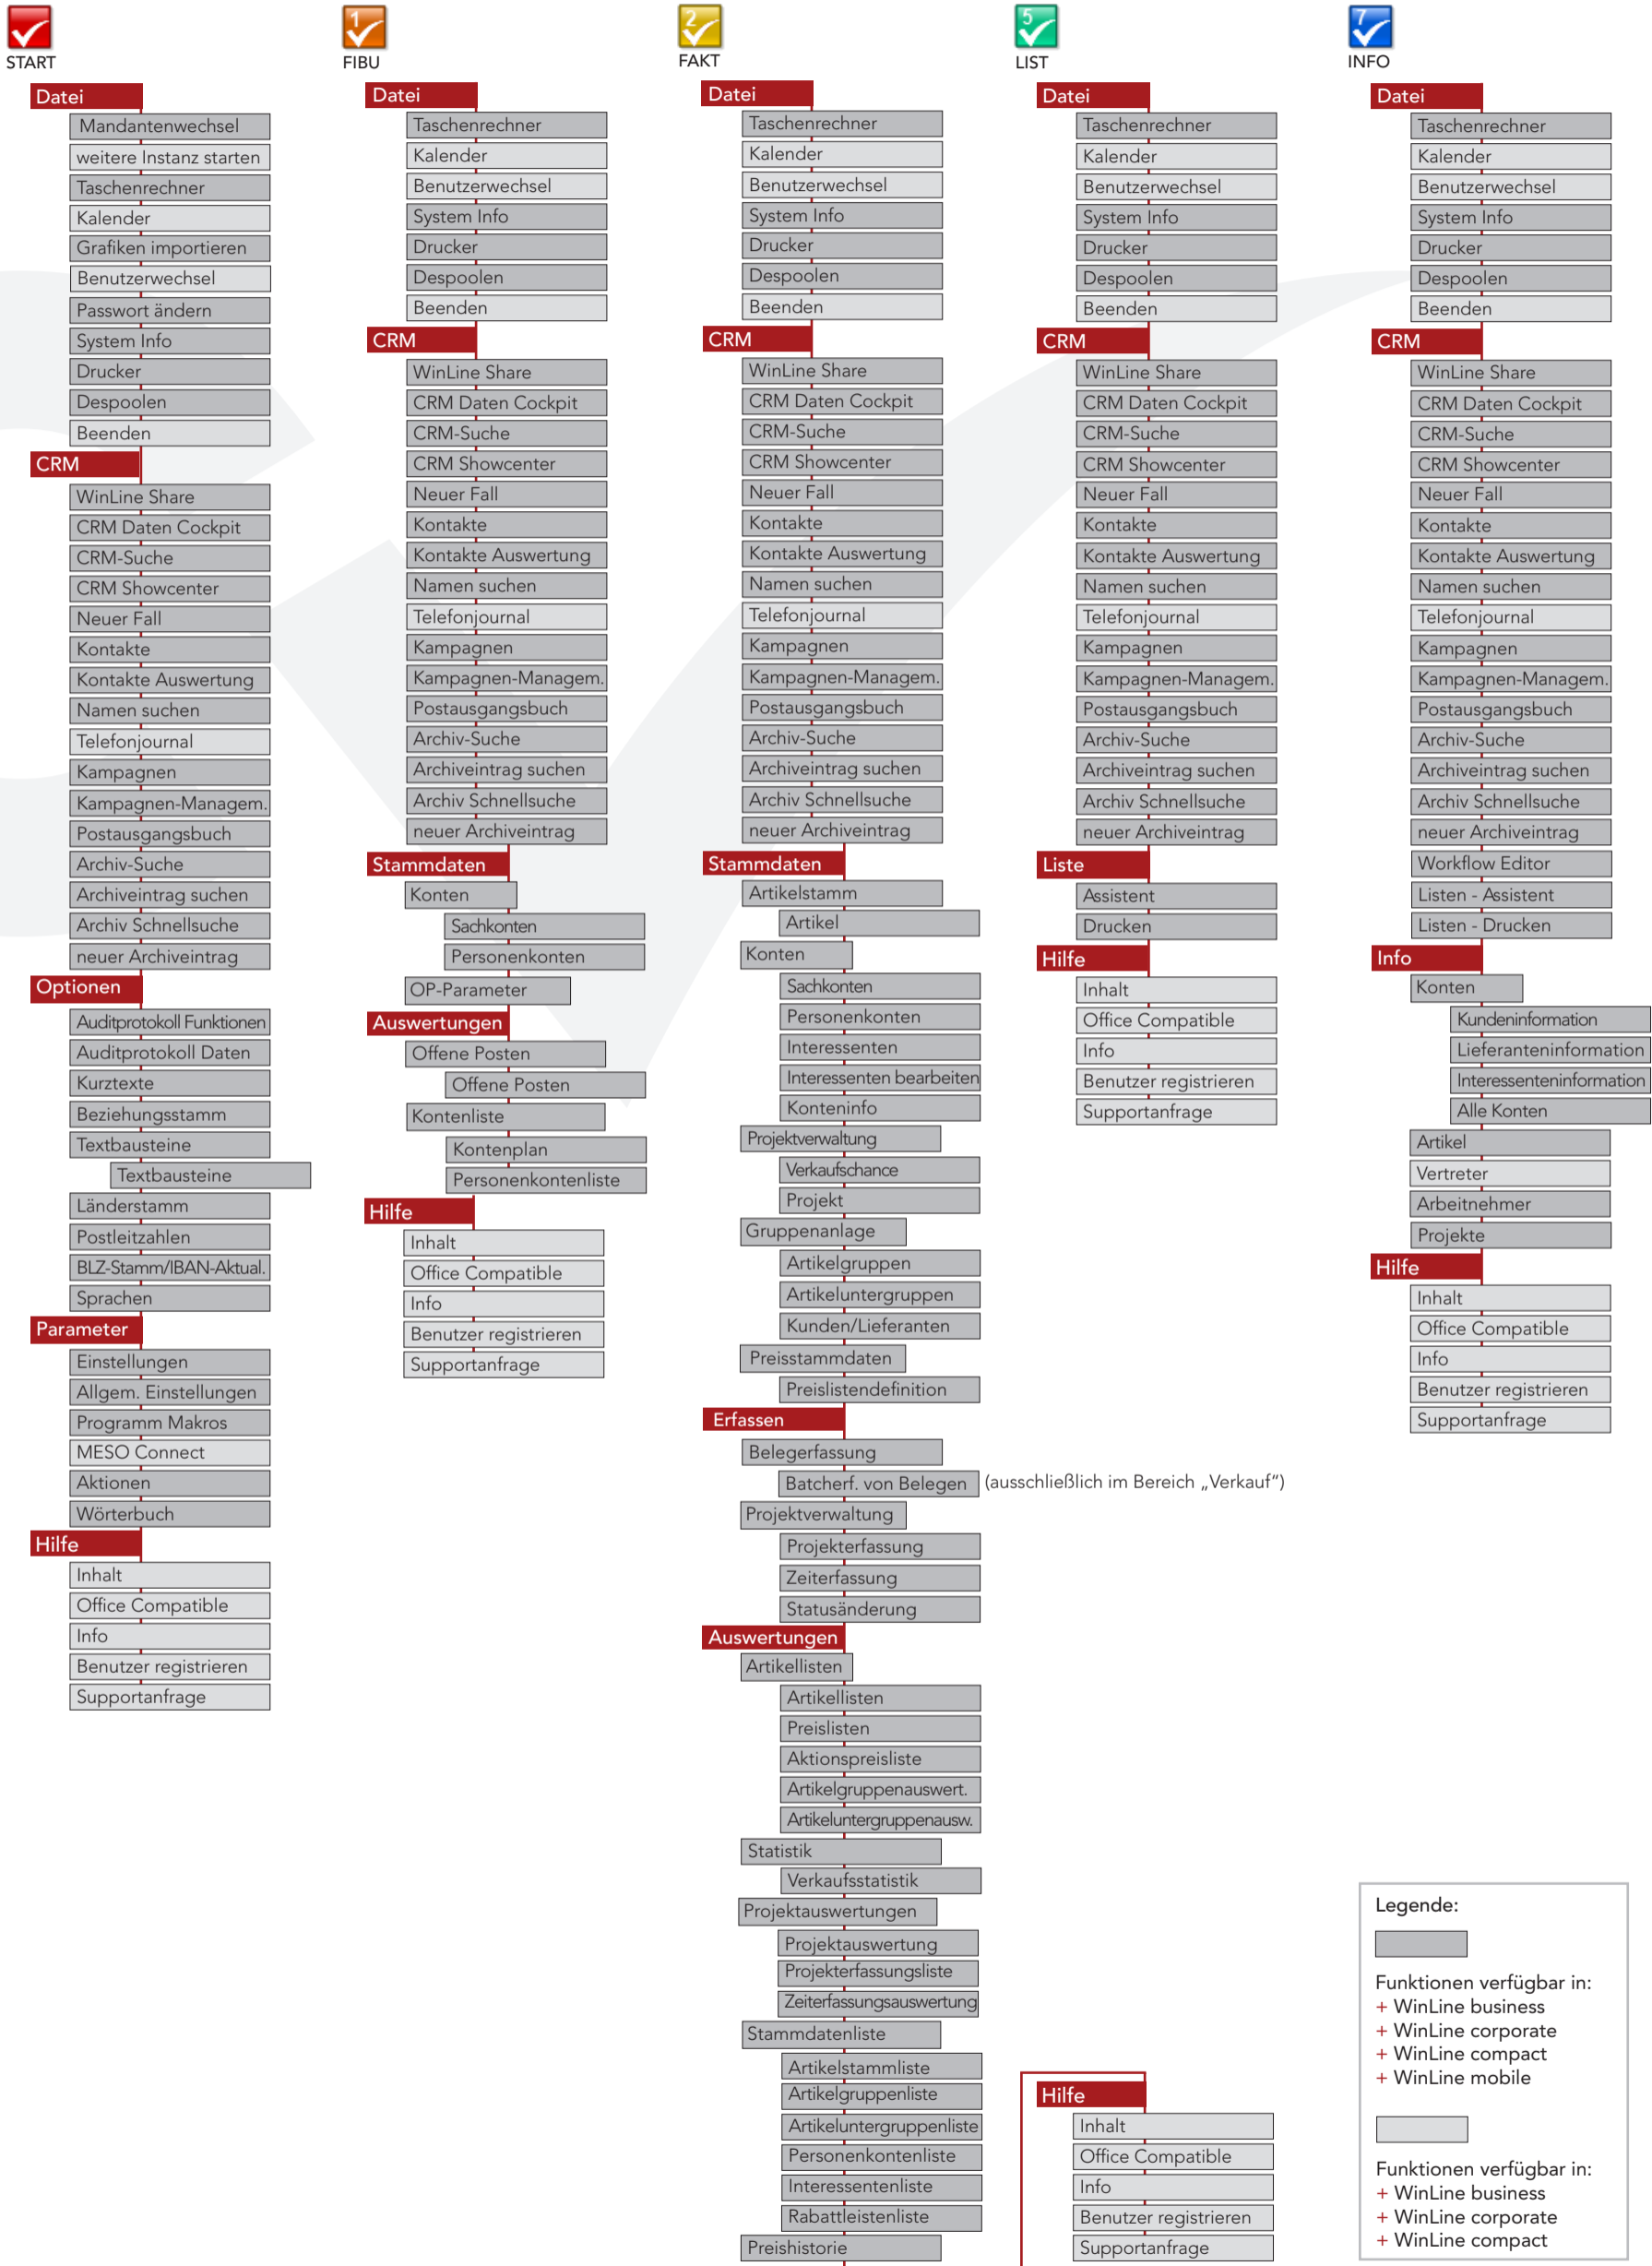 START
Datei
Mandantenwechsel
weitere Instanz starten
Taschenrechner
Kalender
Grafiken importieren
Benutzerwechsel
Passwort ändern
System Info
Drucker
Despoolen
Beenden
CRM
WinLine Share
CRM Daten Cockpit
CRM-Suche
CRM Showcenter
Neuer Fall
Kontakte
Kontakte Auswertung
Namen suchen
Telefonjournal
Kampagnen
Kampagnen-Managem.
Postausgangsbuch
Archiv-Suche
Archiveintrag suchen
Archiv Schnellsuche
neuer Archiveintrag
Optionen
Auditprotokoll Funktionen
Auditprotokoll Daten
Kurztexte
Beziehungsstamm
Textbausteine
Textbausteine
Länderstamm
Postleitzahlen
BLZ-Stamm/IBAN-Aktual.
Sprachen
Parameter
Einstellungen
Allgem. Einstellungen
Programm Makros
MESO Connect
Aktionen
Wörterbuch
Hilfe
Inhalt
Office Compatible
Info
Benutzer registrieren
Supportanfrage
1
FIBU
Datei
Taschenrechner
Kalender
Benutzerwechsel
System Info
Drucker
Despoolen
Beenden
CRM
WinLine Share
CRM Daten Cockpit
CRM-Suche
CRM Showcenter
Neuer Fall
Kontakte
Kontakte Auswertung
Namen suchen
Telefonjournal
Kampagnen
Kampagnen-Managem.
Postausgangsbuch
Archiv-Suche
Archiveintrag suchen
Archiv Schnellsuche
neuer Archiveintrag
Stammdaten
Konten
Sachkonten
Personenkonten
OP-Parameter
Auswertungen
Offene Posten
Offene Posten
Kontenliste
Kontenplan
Personenkontenliste
Hilfe
Inhalt
Office Compatible
Info
Benutzer registrieren
Supportanfrage
2
FAKT
Datei
Taschenrechner
Kalender
Benutzerwechsel
System Info
Drucker
Despoolen
Beenden
CRM
WinLine Share
CRM Daten Cockpit
CRM-Suche
CRM Showcenter
Neuer Fall
Kontakte
Kontakte Auswertung
Namen suchen
Telefonjournal
Kampagnen
Kampagnen-Managem.
Postausgangsbuch
Archiv-Suche
Archiveintrag suchen
Archiv Schnellsuche
neuer Archiveintrag
Stammdaten
Artikelstamm
Artikel
Konten
Sachkonten
Personenkonten
Interessenten
Interessenten bearbeiten
Konteninfo
Projektverwaltung
Verkaufschance
Projekt
Gruppenanlage
Artikelgruppen
Artikeluntergruppen
Kunden/Lieferanten
Preisstammdaten
Preislistendefinition
Erfassen
Belegerfassung
Batcherf. von Belegen (ausschließlich im Bereich „Verkauf“)
Projektverwaltung
Projekterfassung
Zeiterfassung
Statusänderung
Auswertungen
Artikellisten
Artikellisten
Preislisten
Aktionspreisliste
Artikelgruppenauswert.
Artikeluntergruppenausw.
Statistik
Verkaufsstatistik
Projektauswertungen
Projektauswertung
Projekterfassungsliste
Zeiterfassungsauswertung
Stammdatenliste
Artikelstammliste
Artikelgruppenliste
Artikeluntergruppenliste
Personenkontenliste
Interessentenliste
Rabattleistenliste
Preishistorie
Hilfe
Inhalt
Office Compatible
Info
Benutzer registrieren
Supportanfrage
5
LIST
Datei
Taschenrechner
Kalender
Benutzerwechsel
System Info
Drucker
Despoolen
Beenden
CRM
WinLine Share
CRM Daten Cockpit
CRM-Suche
CRM Showcenter
Neuer Fall
Kontakte
Kontakte Auswertung
Namen suchen
Telefonjournal
Kampagnen
Kampagnen-Managem.
Postausgangsbuch
Archiv-Suche
Archiveintrag suchen
Archiv Schnellsuche
neuer Archiveintrag
Liste
Assistent
Drucken
Hilfe
Inhalt
Office Compatible
Info
Benutzer registrieren
Supportanfrage
7
INFO
Datei
Taschenrechner
Kalender
Benutzerwechsel
System Info
Drucker
Despoolen
Beenden
CRM
WinLine Share
CRM Daten Cockpit
CRM-Suche
CRM Showcenter
Neuer Fall
Kontakte
Kontakte Auswertung
Namen suchen
Telefonjournal
Kampagnen
Kampagnen-Managem.
Postausgangsbuch
Archiv-Suche
Archiveintrag suchen
Archiv Schnellsuche
neuer Archiveintrag
Workflow Editor
Listen - Assistent
Listen - Drucken
Info
Konten
Kundeninformation
Lieferanteninformation
Interessenteninformation
Alle Konten
Artikel
Vertreter
Arbeitnehmer
Projekte
Hilfe
Inhalt
Office Compatible
Info
Benutzer registrieren
Supportanfrage
Legende:
Funktionen verfügbar in:
+ WinLine business
+ WinLine corporate
+ WinLine compact
+ WinLine mobile
Funktionen verfügbar in:
+ WinLine business
+ WinLine corporate
+ WinLine compact